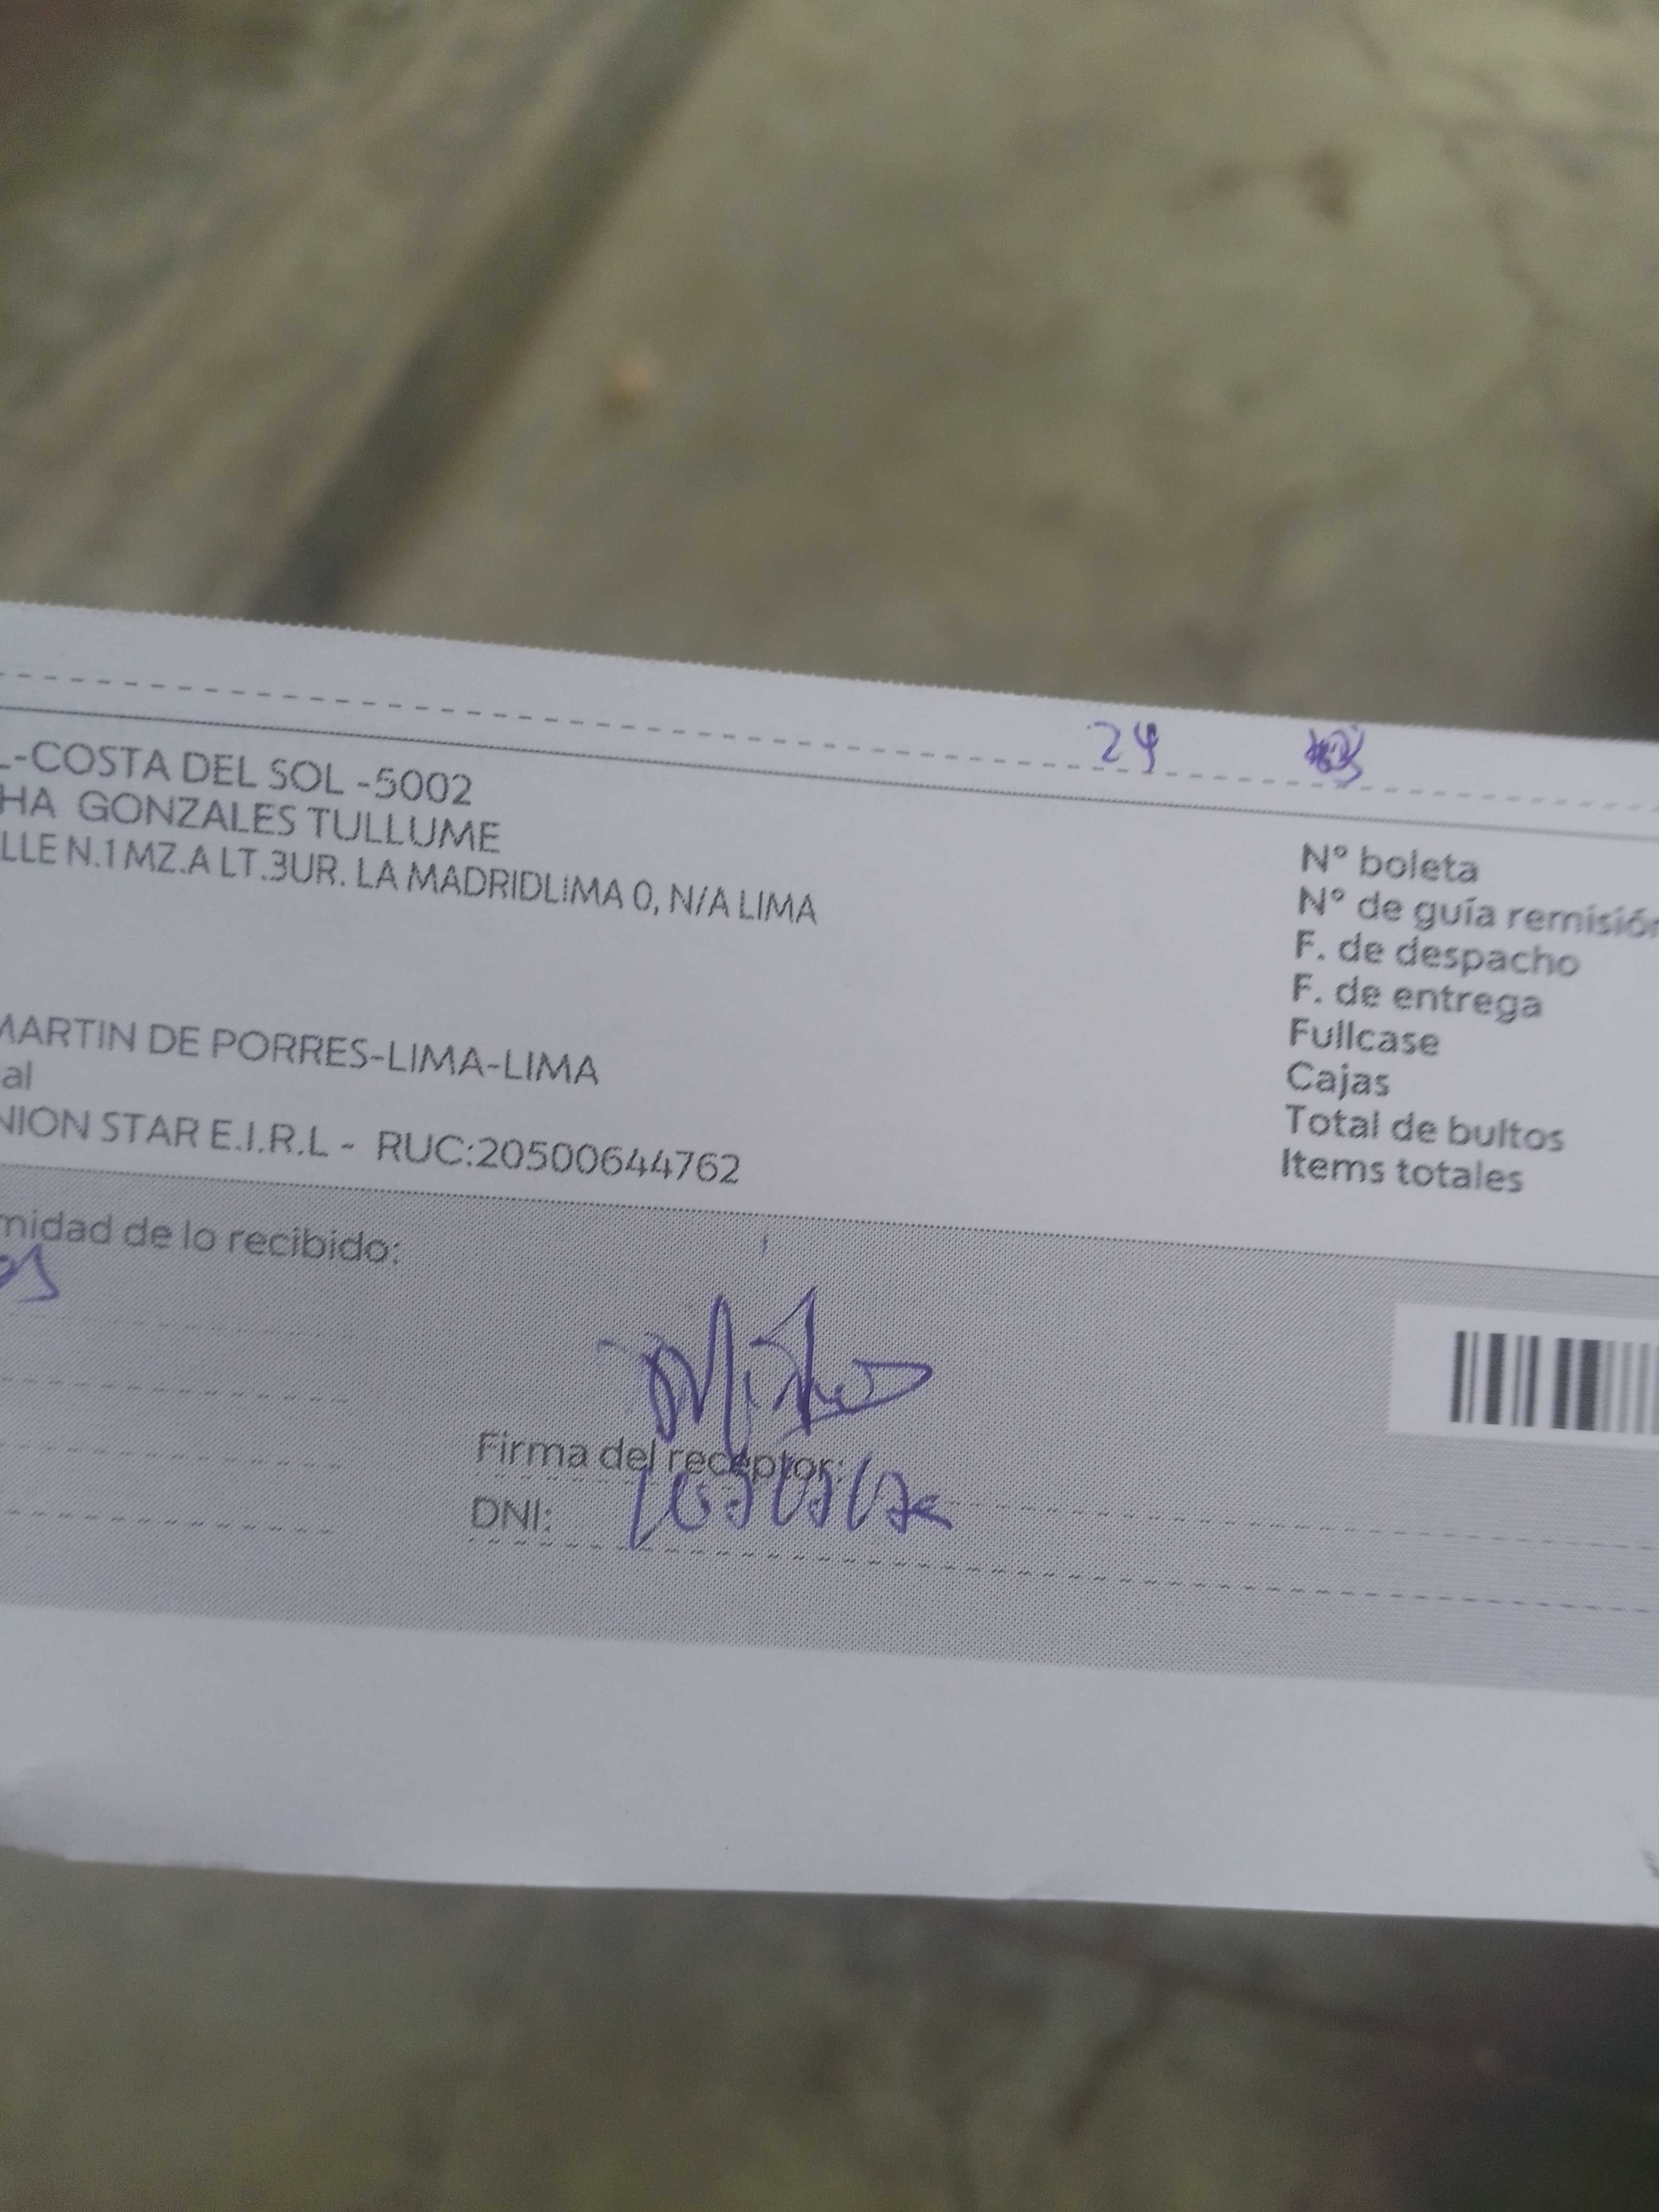 24
L-COSTA DEL SOL -5002
HA GONZALES TULLUME
LLE N.1 MZ.A LT.3UR. LA MADRIDLIMA 0, N/A LIMA
MARTIN DE PORRES-LIMA-LIMA
al
NION STAR E.I.R.L - RUC:20500644762
N° boleta
N° de guía remisión
F. de despacho
F. de entrega
Fullcase
Cajas
Total de bultos
Items totales
midad de lo recibido:
Firma del receptor:
DNI: